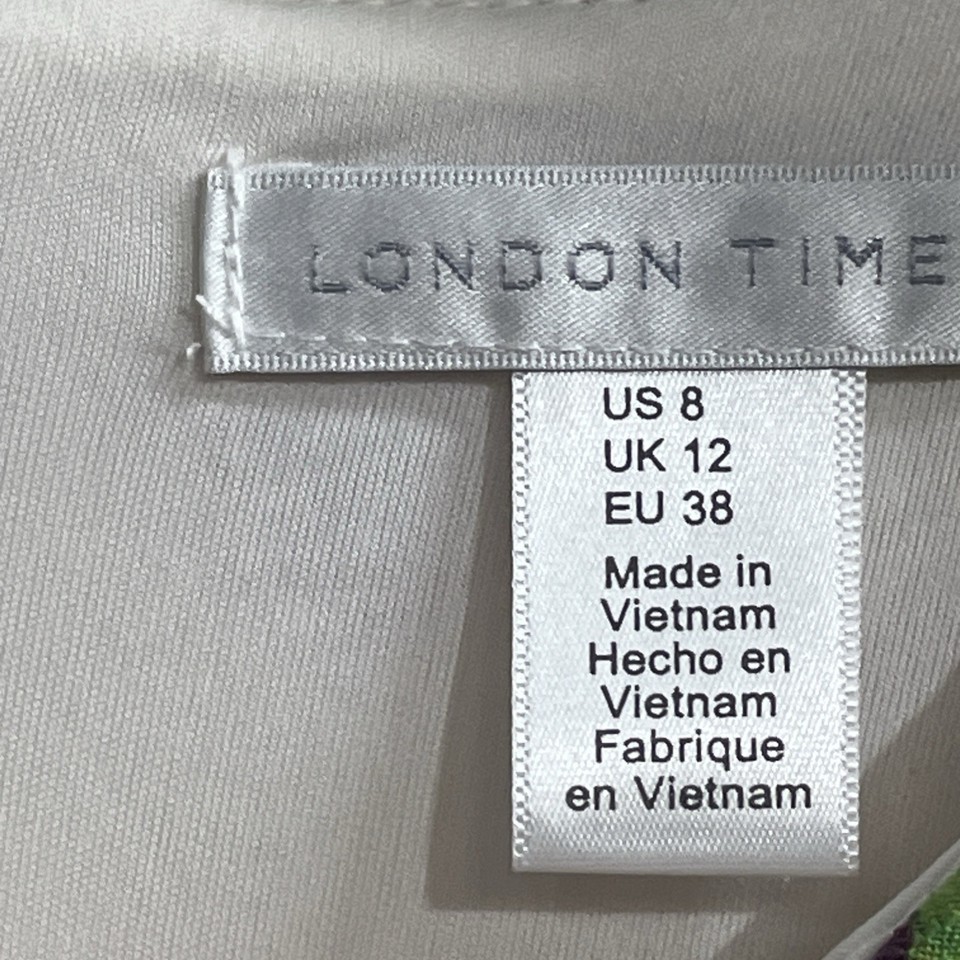 LONDON TIME
US 8
UK 12
EU 38
Made in
Vietnam
Hecho en
Vietnam
Fabrique
en Vietnam